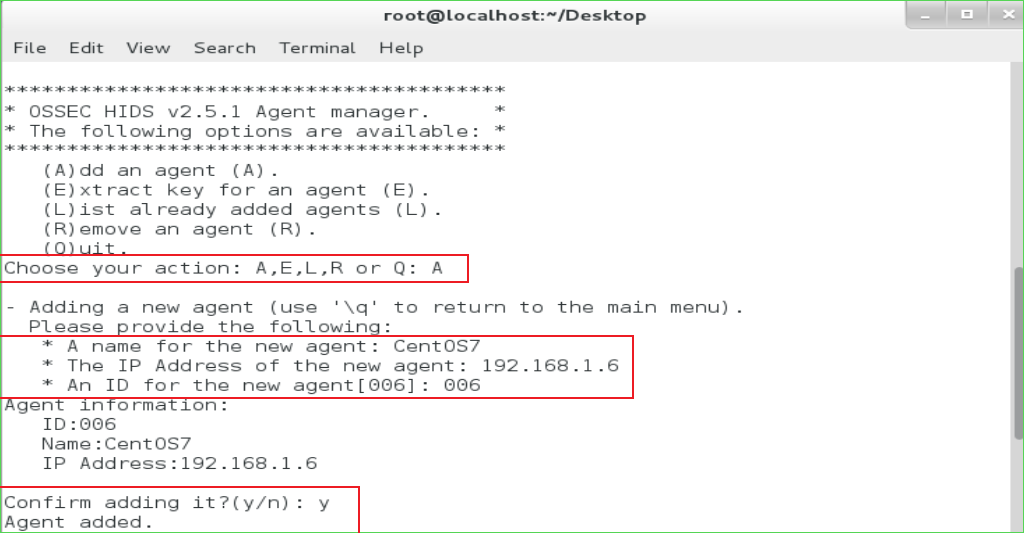 root@localhost:~/Desktop
File Edit View Search Terminal Help
****************************************
* OSSEC HIDS v2.5.1 Agent manager.     *
* The following options are available: *
****************************************
   (A)dd an agent (A).
   (E)xtract key for an agent (E).
   (L)ist already added agents (L).
   (R)emove an agent (R).
   (Q)uit.
Choose your action: A,E,L,R or Q: A
- Adding a new agent (use '\q' to return to the main menu).
  Please provide the following:
   * A name for the new agent: CentOS7
   * The IP Address of the new agent: 192.168.1.6
   * An ID for the new agent[006]: 006
Agent information:
   ID:006
   Name:CentOS7
   IP Address:192.168.1.6
Confirm adding it?(y/n): y
Agent added.